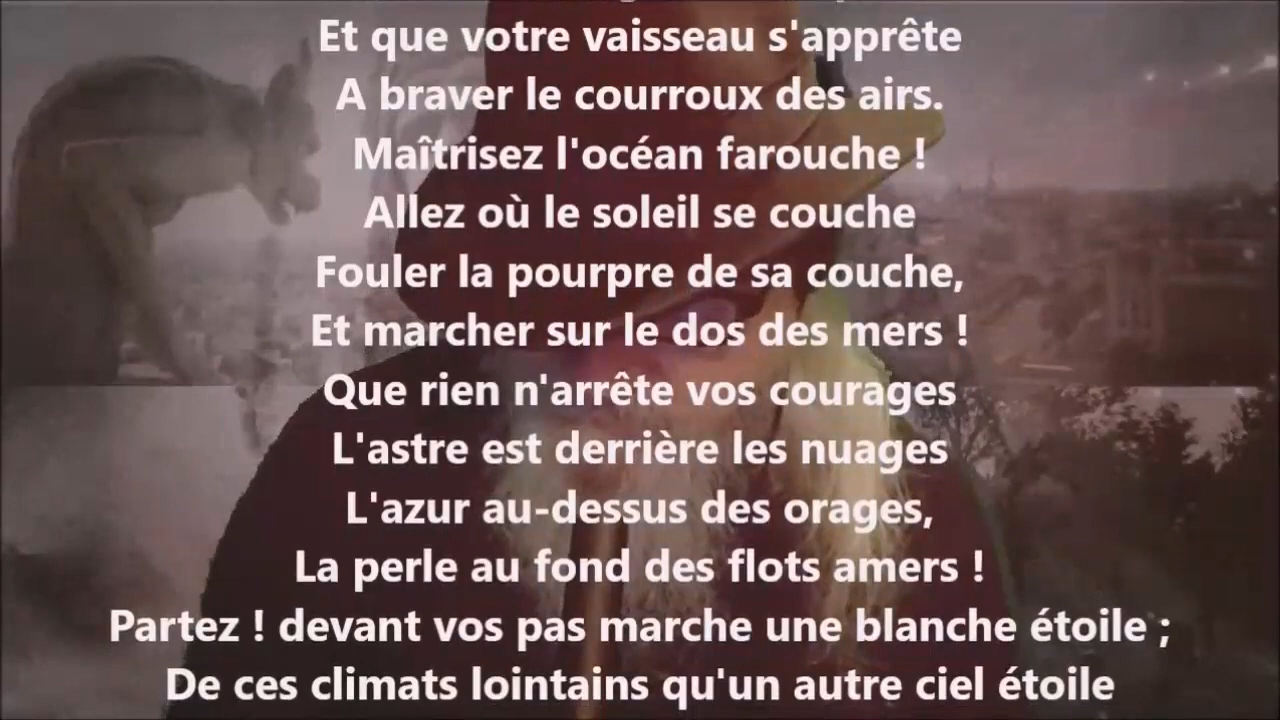 Et que votre vaisseau s'apprête
A braver le courroux des airs.
Maîtrisez l'océan farouche !
Allez où le soleil se couche
Fouler la pourpre de sa couche,
Et marcher sur le dos des mers !
Que rien n'arrête vos courages
L'astre est derrière les nuages
L'azur au-dessus des orages,
La perle au fond des flots amers !
Partez ! devant vos pas marche une blanche étoile ;
De ces climats lointains qu'un autre ciel étoile